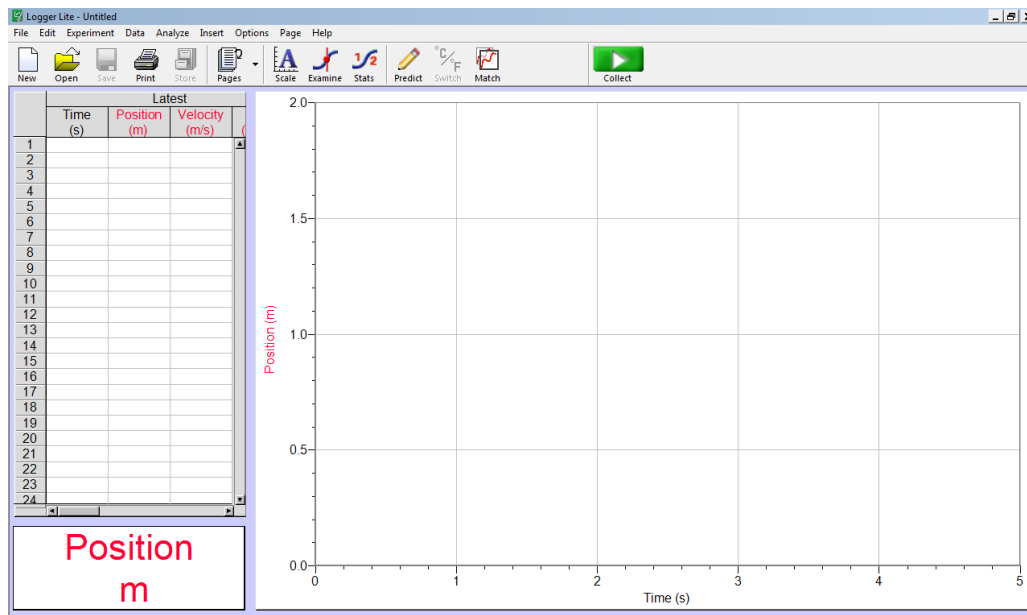 Logger Lite - Untitled
File Edit Experiment Data Analyze Insert Options Page Help
New Open Save Print Store Pages Scale Examine Stats Predict Switch Match Collect
°C/°F
1/2
Latest
Time Position Velocity
(s) (m) (m/s) (
1
2
3
4
5
6
7
8
9
10
11
12
13
14
15
16
17
18
19
20
21
22
23
24
Position
m
2.0
1.5
1.0
0.5
0.0
Position (m)
0 1 2 3 4 5
Time (s)